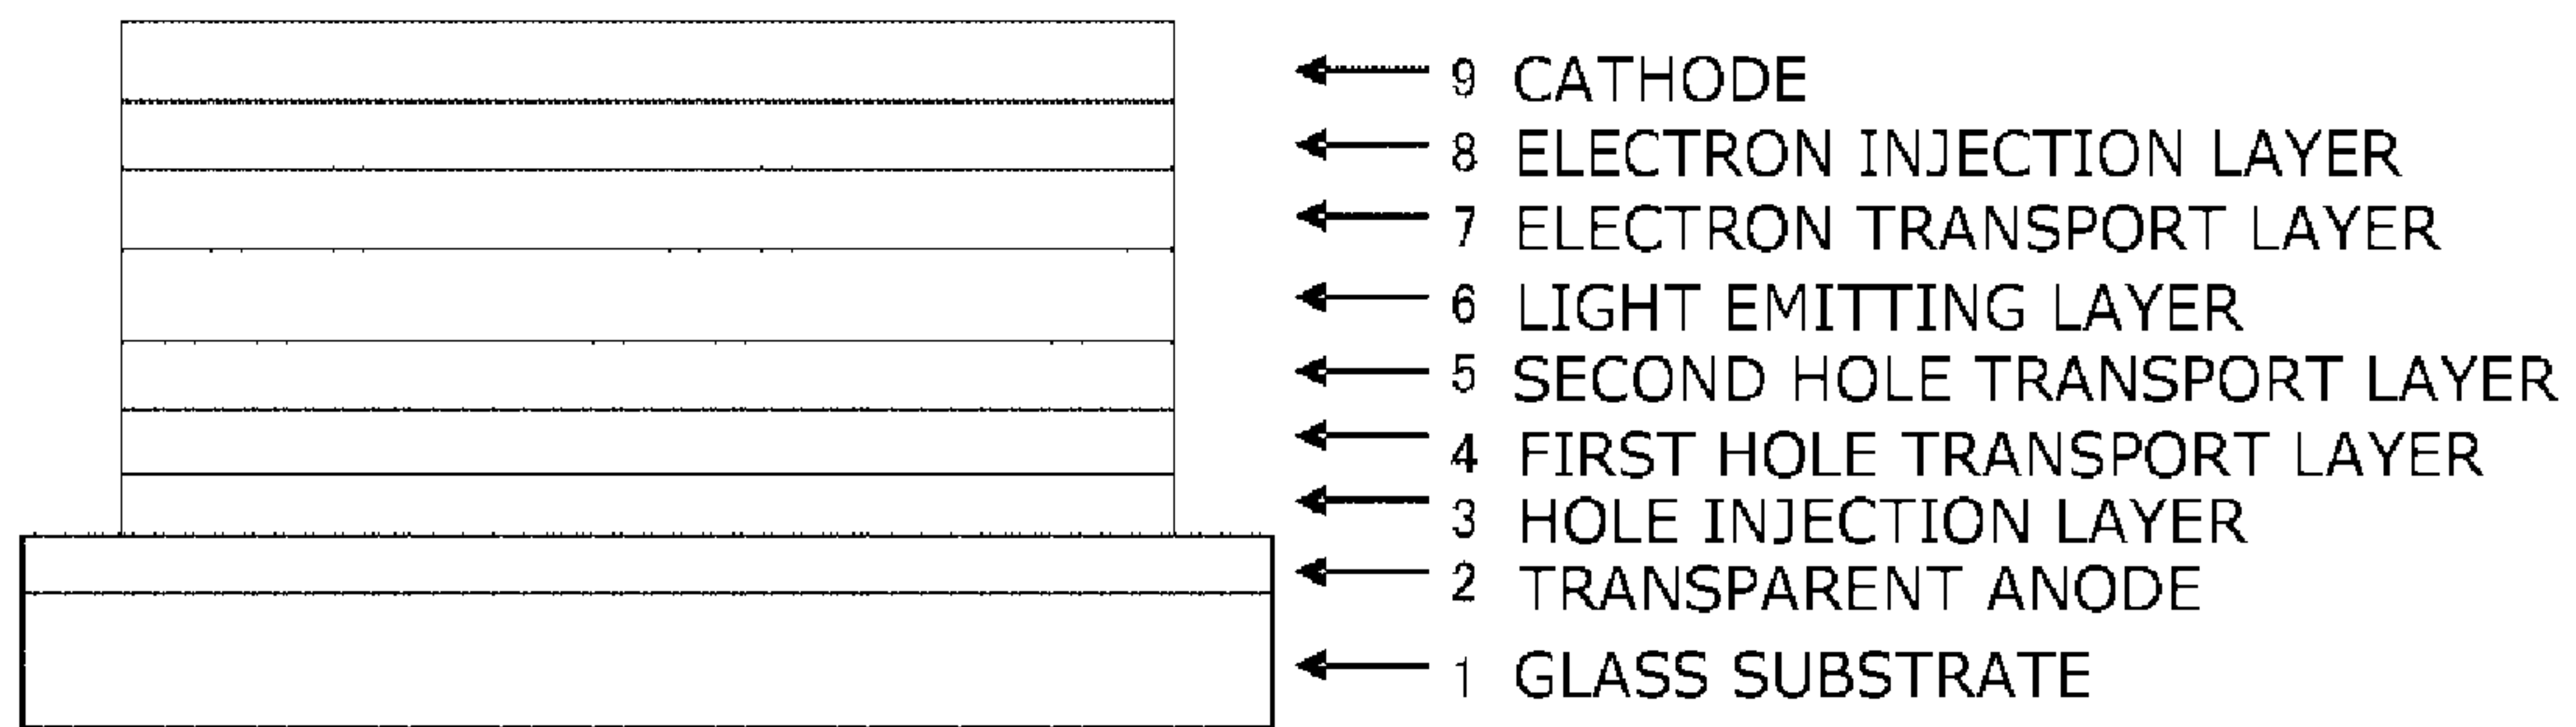 9 CATHODE
8 ELECTRON INJECTION LAYER
7 ELECTRON TRANSPORT LAYER
6 LIGHT EMITTING LAYER
5 SECOND HOLE TRANSPORT LAYER
4 FIRST HOLE TRANSPORT LAYER
3 HOLE INJECTION LAYER
2 TRANSPARENT ANODE
1 GLASS SUBSTRATE